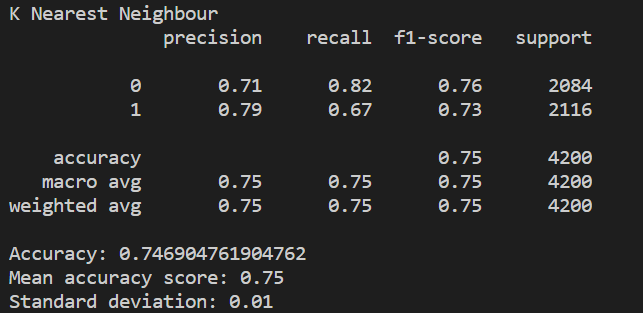 K Nearest Neighbour
precision recall f1-score support
0 0.71 0.82 0.76 2084
1 0.79 0.67 0.73 2116
accuracy 0.75 4200
macro avg 0.75 0.75 0.75 4200
weighted avg 0.75 0.75 0.75 4200
Accuracy: 0.746904761904762
Mean accuracy score: 0.75
Standard deviation: 0.01